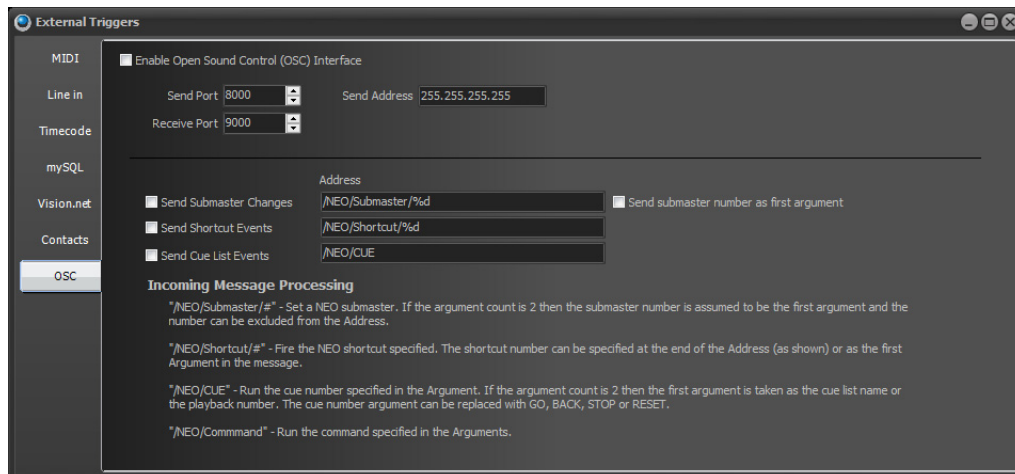 External Triggers
MIDI
Enable Open Sound Control (OSC) Interface
Line in
Send Port 8000
Send Address 255.255.255.255
Timecode
Receive Port 9000
mySQL
Address
Vision.net
Send Submaster Changes /NEO/Submaster/%d
Send submaster number as first argument
Send Shortcut Events /NEO/Shortcut/%d
Contacts
Send Cue List Events /NEO/CUE
OSC
Incoming Message Processing
"/NEO/Submaster/#" - Set a NEO submaster. If the argument count is 2 then the submaster number is assumed to be the first argument and the
number can be excluded from the Address.
"/NEO/Shortcut/#" - Fire the NEO shortcut specified. The shortcut number can be specified at the end of the Address (as shown) or as the first
Argument in the message.
"/NEO/CUE" - Run the cue number specified in the Argument. If the argument count is 2 then the first argument is taken as the cue list name or
the playback number. The cue number argument can be replaced with GO, BACK, STOP or RESET.
"/NEO/Commmand" - Run the command specified in the Arguments.